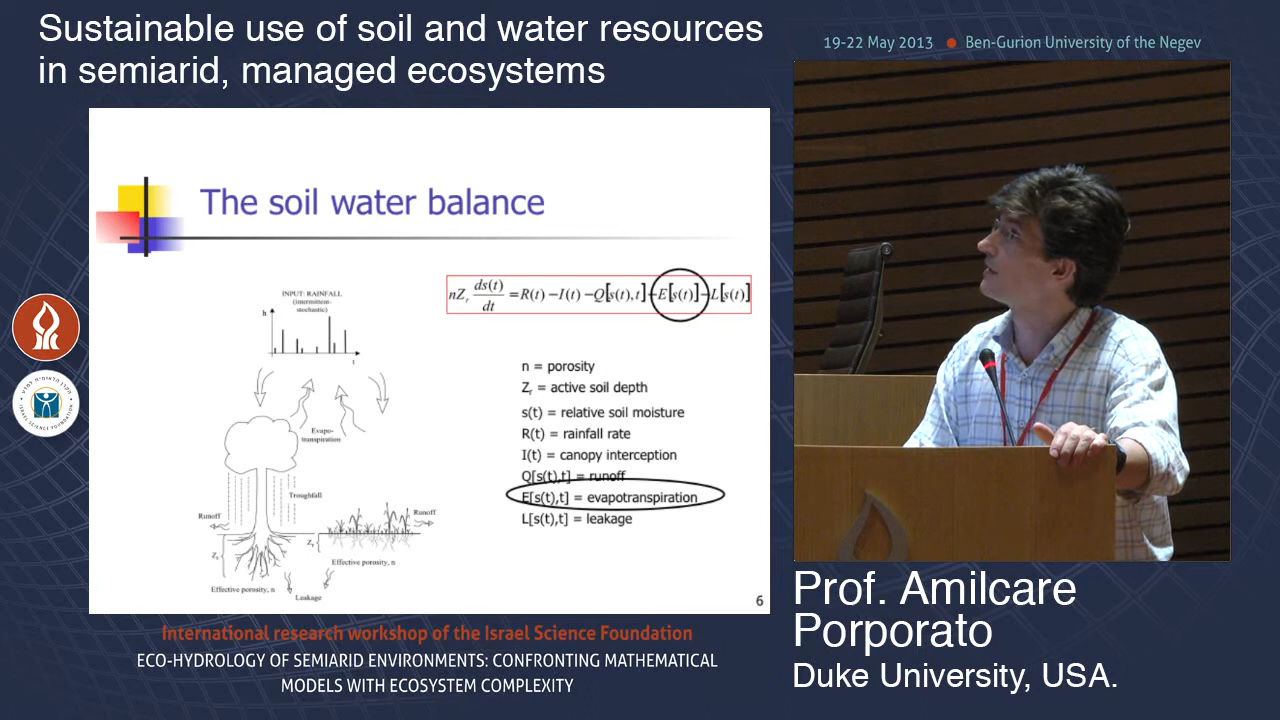 Sustainable use of soil and water resources
in semiarid, managed ecosystems
19-22 May 2013 ● Ben-Gurion University of the Negev
The soil water balance
INPUT: RAINFALL
(intermittent-
stochastic)
h
t
Evapo-
transpiration
Troughfall
Runoff
Runoff
Zr
Zr
Effective porosity, n
Effective porosity, n
Leakage
nZr ds(t)/dt = R(t) − I(t) − Q[s(t), t] − E[s(t)] − L[s(t)]
n = porosity
Zr = active soil depth
s(t) = relative soil moisture
R(t) = rainfall rate
I(t) = canopy interception
Q[s(t),t] = runoff
E[s(t),t] = evapotranspiration
L[s(t),t] = leakage
6
International research workshop of the Israel Science Foundation
ECO-HYDROLOGY OF SEMIARID ENVIRONMENTS: CONFRONTING MATHEMATICAL
MODELS WITH ECOSYSTEM COMPLEXITY
Prof. Amilcare
Porporato
Duke University, USA.
ISRAEL SCIENCE FOUNDATION